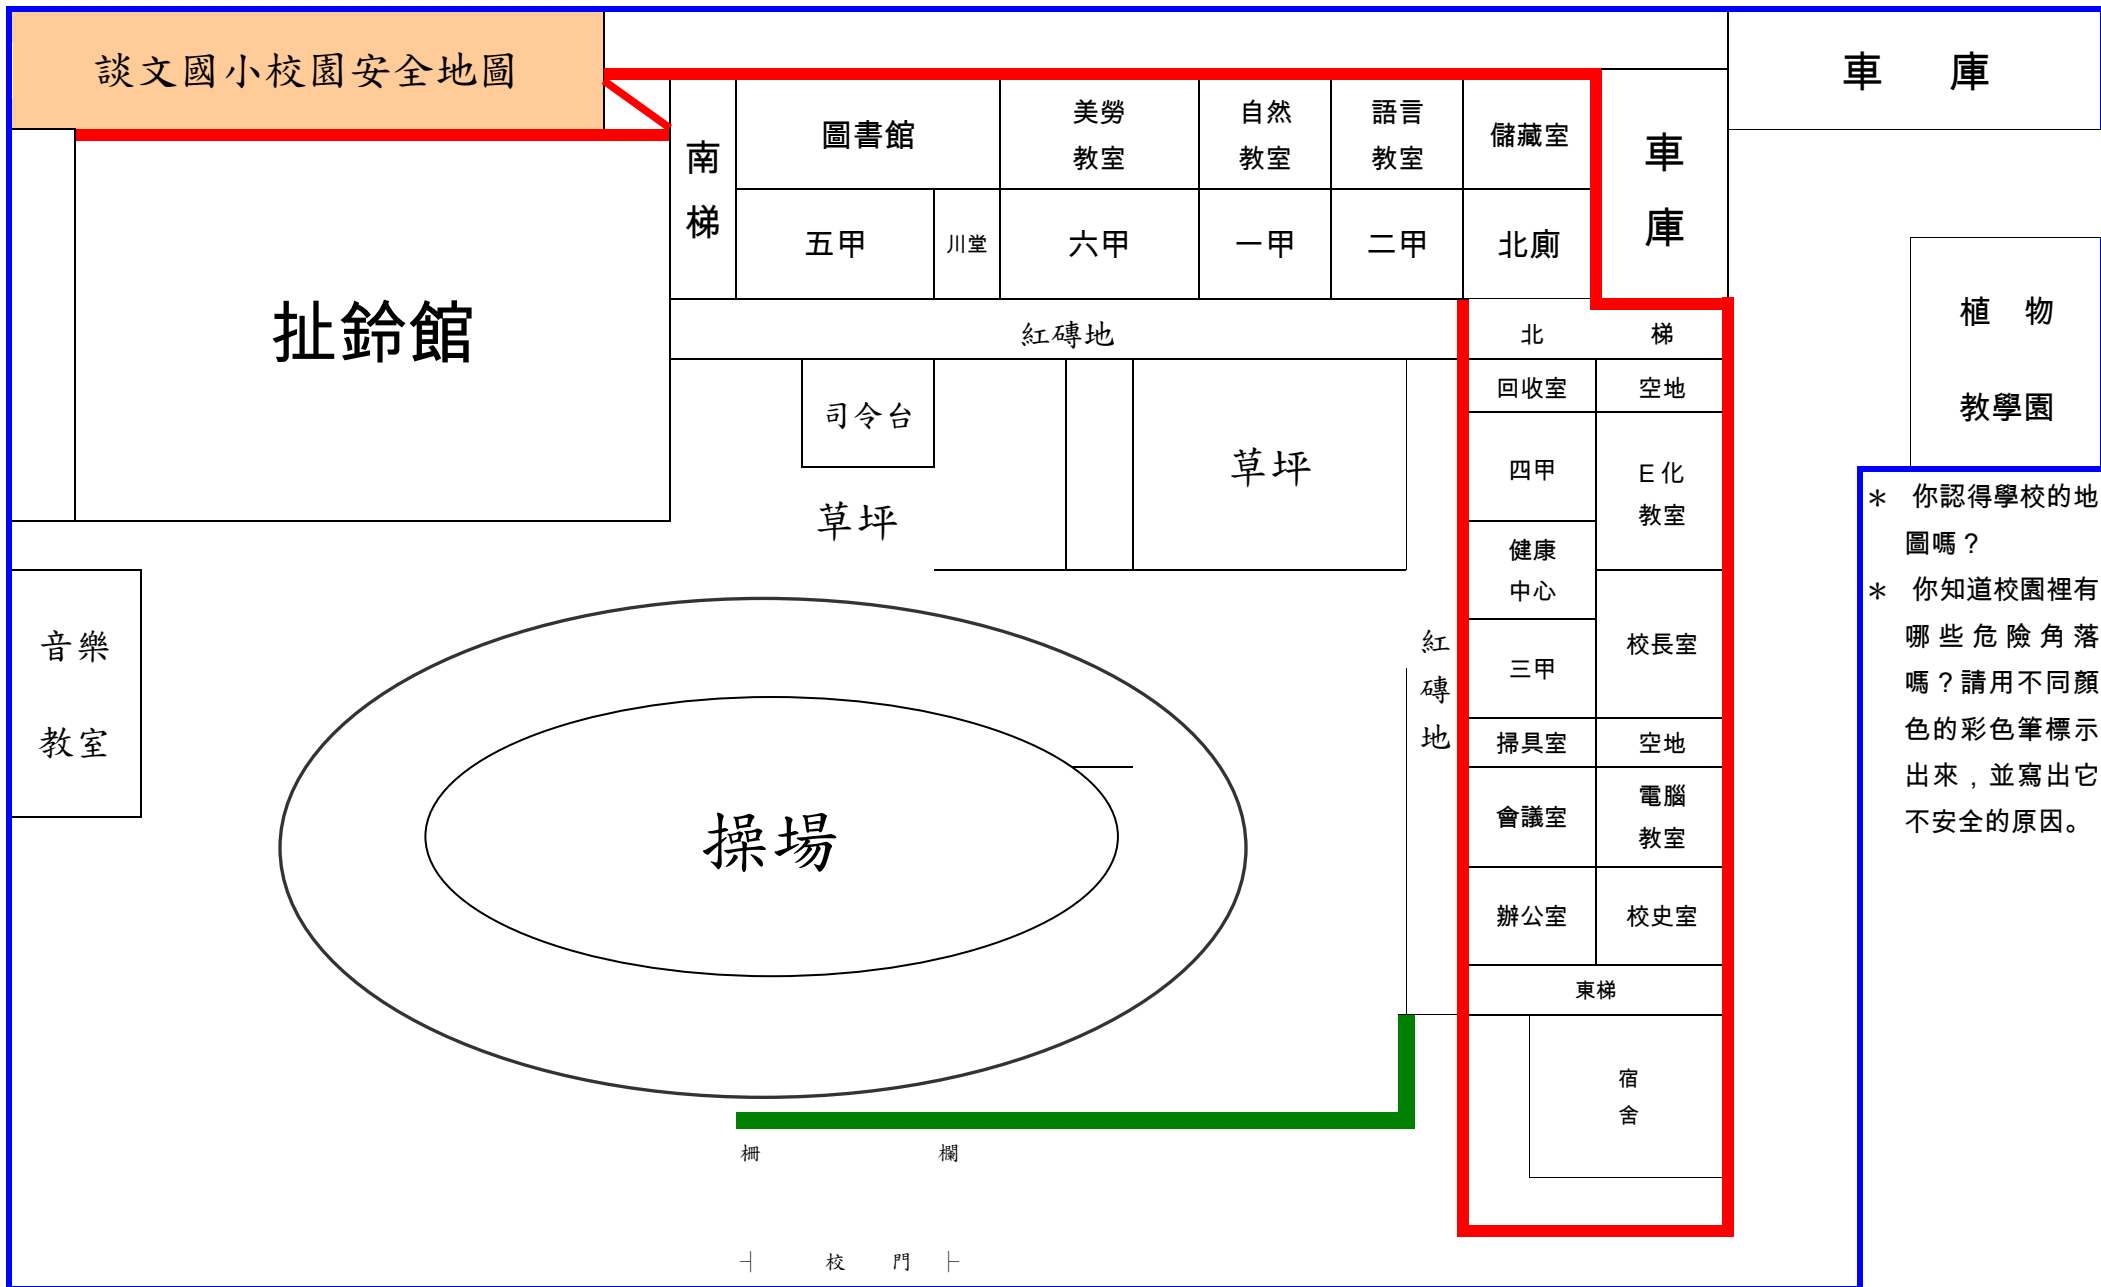 談文國小校園安全地圖
車 庫
南
梯
圖書館
美勞
教室
自然
教室
語言
教室
儲藏室
車
庫
五甲
川堂
六甲
一甲
二甲
北廁
扯鈴館
紅磚地
北 梯
植 物
教學園
司令台
草坪
草坪
回收室
空地
四甲
E化
教室
健康
中心
三甲
校長室
掃具室
空地
會議室
電腦
教室
辦公室
校史室
東梯
宿
舍
紅
磚
地
音樂
教室
操場
柵 欄
┤ 校 門 ├
＊ 你認得學校的地
圖嗎？
＊ 你知道校園裡有
哪些危險角落
嗎？請用不同顏
色的彩色筆標示
出來，並寫出它
不安全的原因。